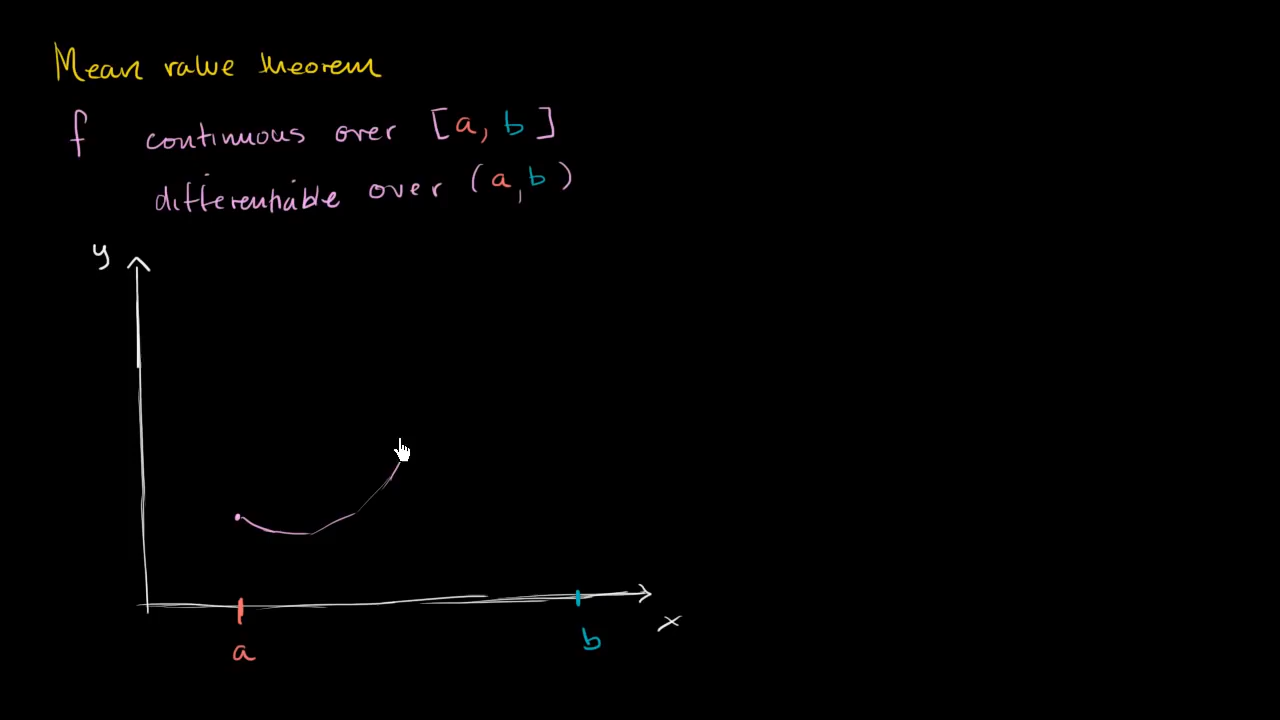 Mean value theorem
f continuous over [a, b]
differentiable over (a, b)
y
x
a
b